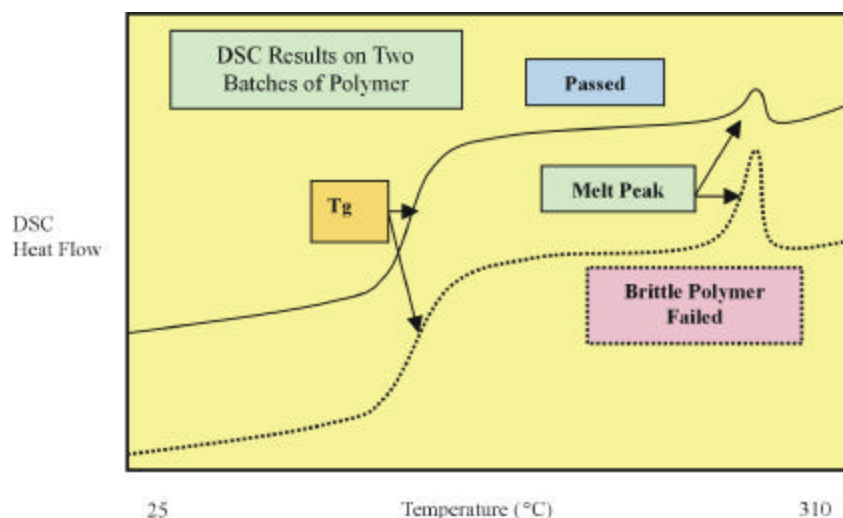 DSC Results on Two
Batches of Polymer
Passed
Tg
Melt Peak
DSC
Heat Flow
Brittle Polymer
Failed
25
Temperature (°C)
310